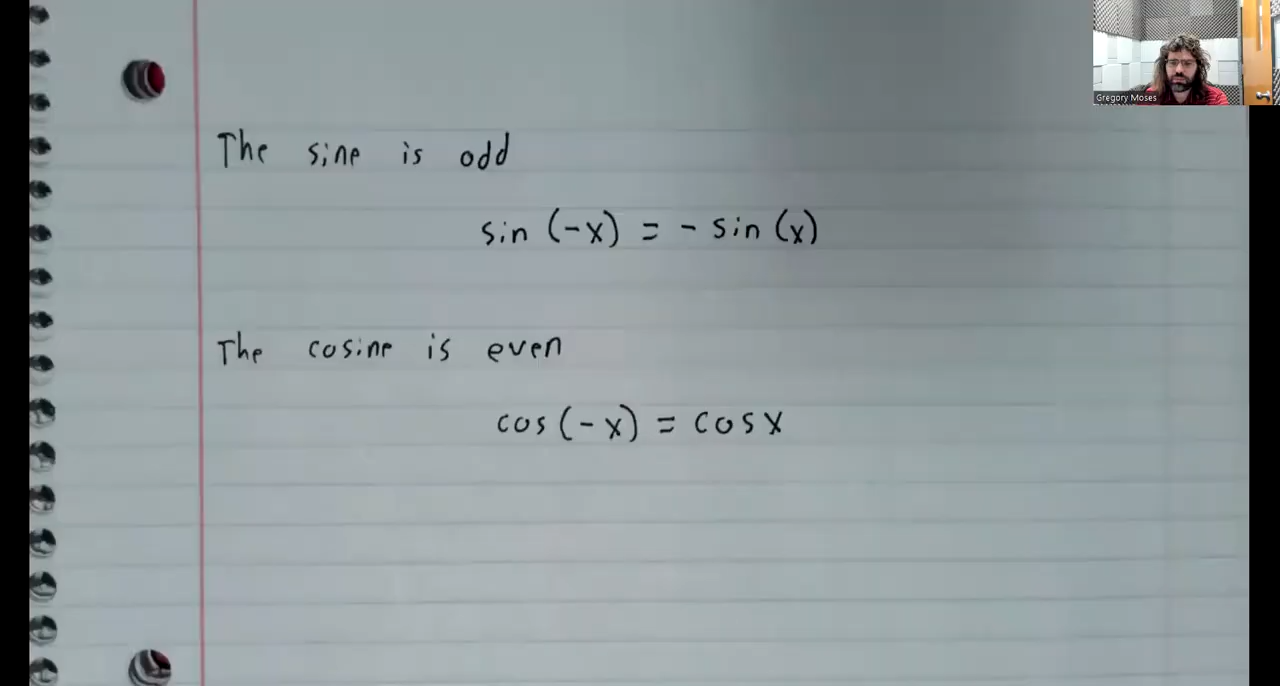 Gregory Moses
The sine is odd
sin (-x) = - sin (x)
The cosine is even
cos (-x) = cos x